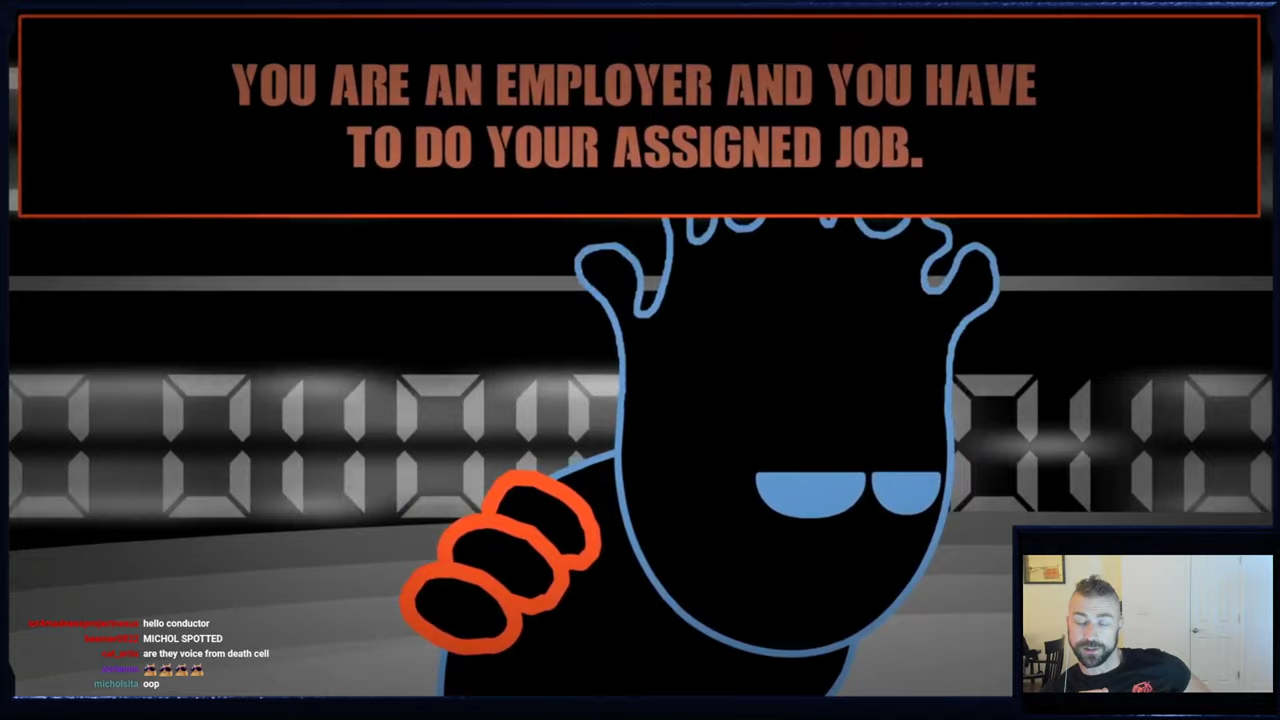 YOU ARE AN EMPLOYER AND YOU HAVE
TO DO YOUR ASSIGNED JOB.
hello conductor
MICHOL SPOTTED
are they voice from death cell
micholsita oop